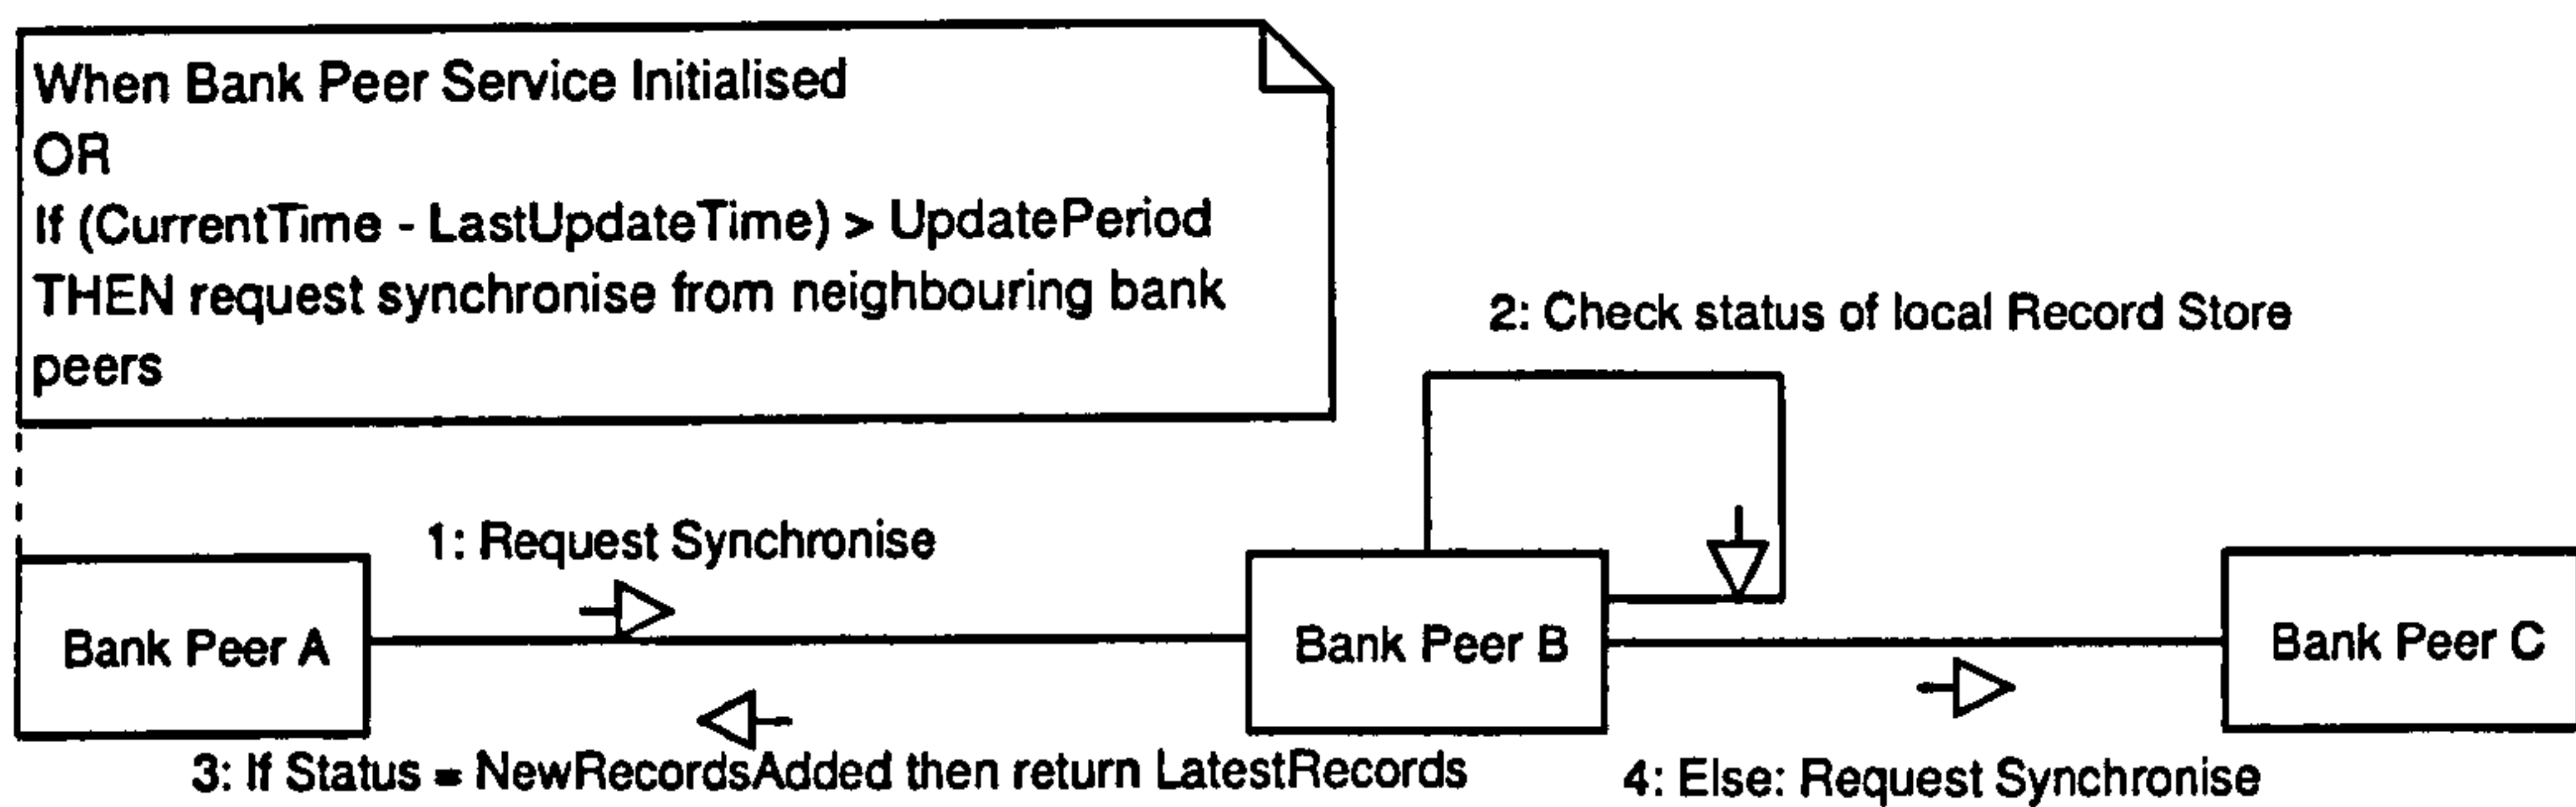 When Bank Peer Service Initialised
OR
If (CurrentTime - LastUpdateTime) > UpdatePeriod
THEN request synchronise from neighbouring bank
peers
2: Check status of local Record Store
1: Request Synchronise
Bank Peer A
Bank Peer B
Bank Peer C
3: If Status = NewRecordsAdded then return LatestRecords
4: Else: Request Synchronise